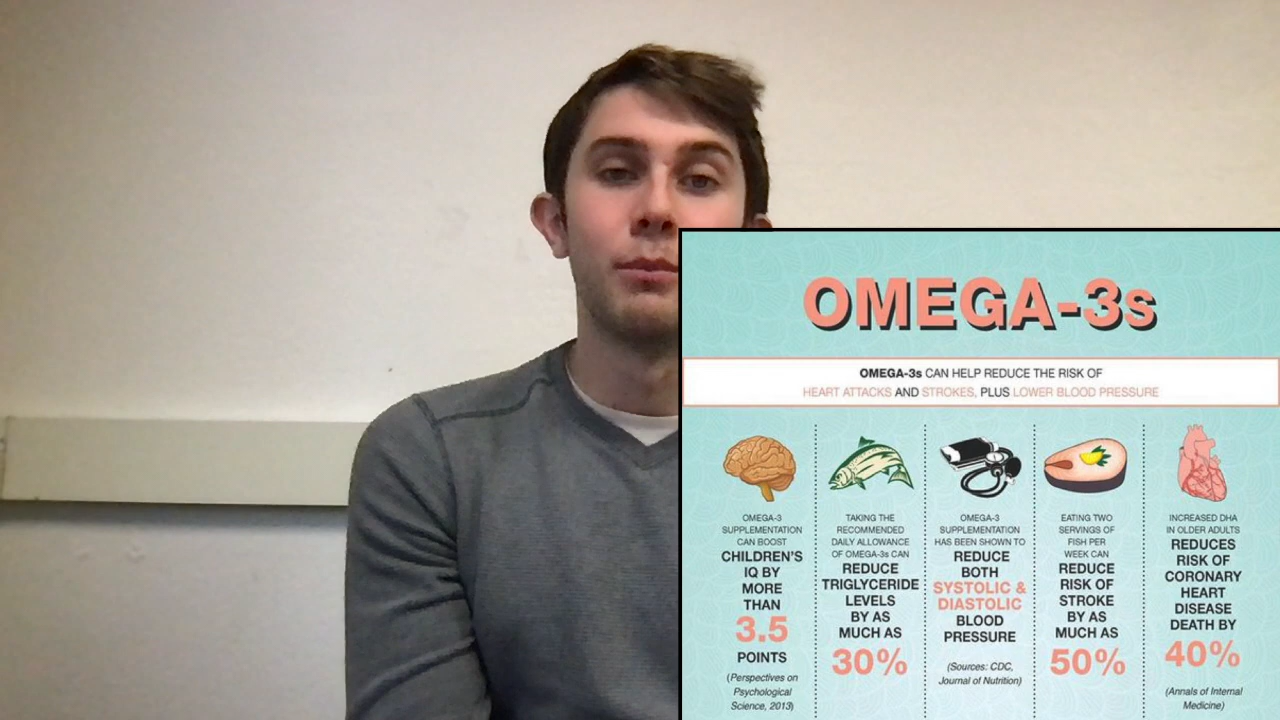 OMEGA-3s
OMEGA-3s CAN HELP REDUCE THE RISK OF
HEART ATTACKS AND STROKES, PLUS LOWER BLOOD PRESSURE
OMEGA-3
SUPPLEMENTATION
CAN BOOST
CHILDREN'S
IQ BY
MORE
THAN
3.5
POINTS
(Perspectives on
Psychological
Science, 2013)
TAKING THE
RECOMMENDED
DAILY ALLOWANCE
OF OMEGA-3s CAN
REDUCE
TRIGLYCERIDE
LEVELS
BY AS
MUCH AS
30%
OMEGA-3
SUPPLEMENTATION
HAS BEEN SHOWN TO
REDUCE
BOTH
SYSTOLIC &
DIASTOLIC
BLOOD
PRESSURE
(Sources: CDC,
Journal of Nutrition)
EATING TWO
SERVINGS OF
FISH PER
WEEK CAN
REDUCE
RISK OF
STROKE
BY AS
MUCH AS
50%
INCREASED DHA
IN OLDER ADULTS
REDUCES
RISK OF
CORONARY
HEART
DISEASE
DEATH BY
40%
(Annals of Internal
Medicine)